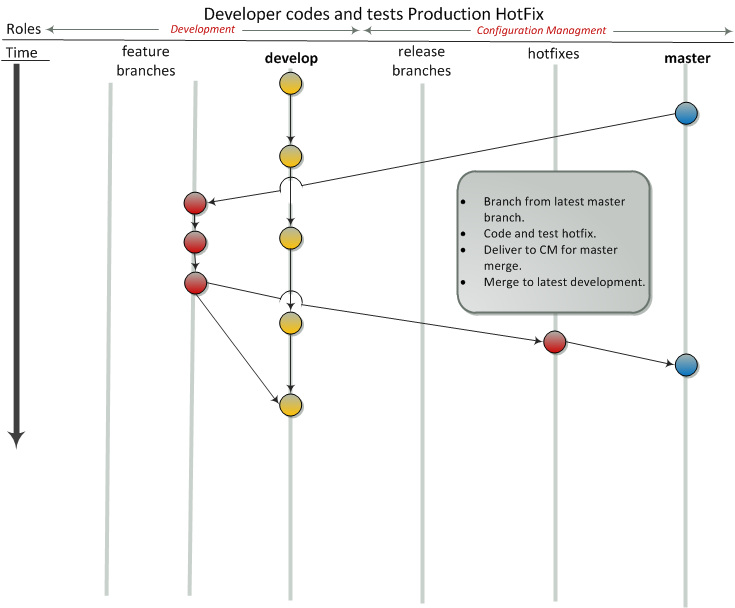 Developer codes and tests Production HotFix
Roles
Development
Configuration Managment
Time
feature
branches
develop
release
branches
hotfixes
master
• Branch from latest master
branch.
• Code and test hotfix.
• Deliver to CM for master
merge.
• Merge to latest development.